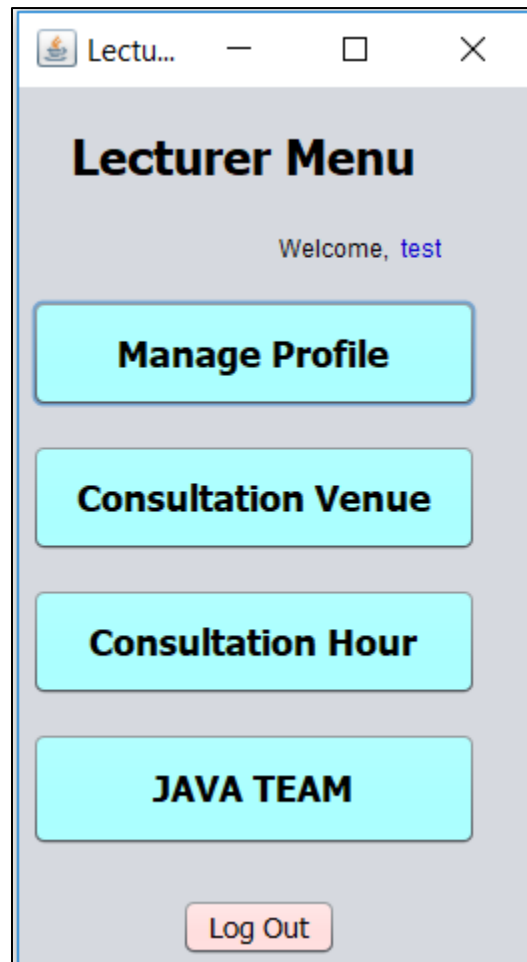 Lectu...
Lecturer Menu
Welcome, test
Manage Profile
Consultation Venue
Consultation Hour
JAVA TEAM
Log Out